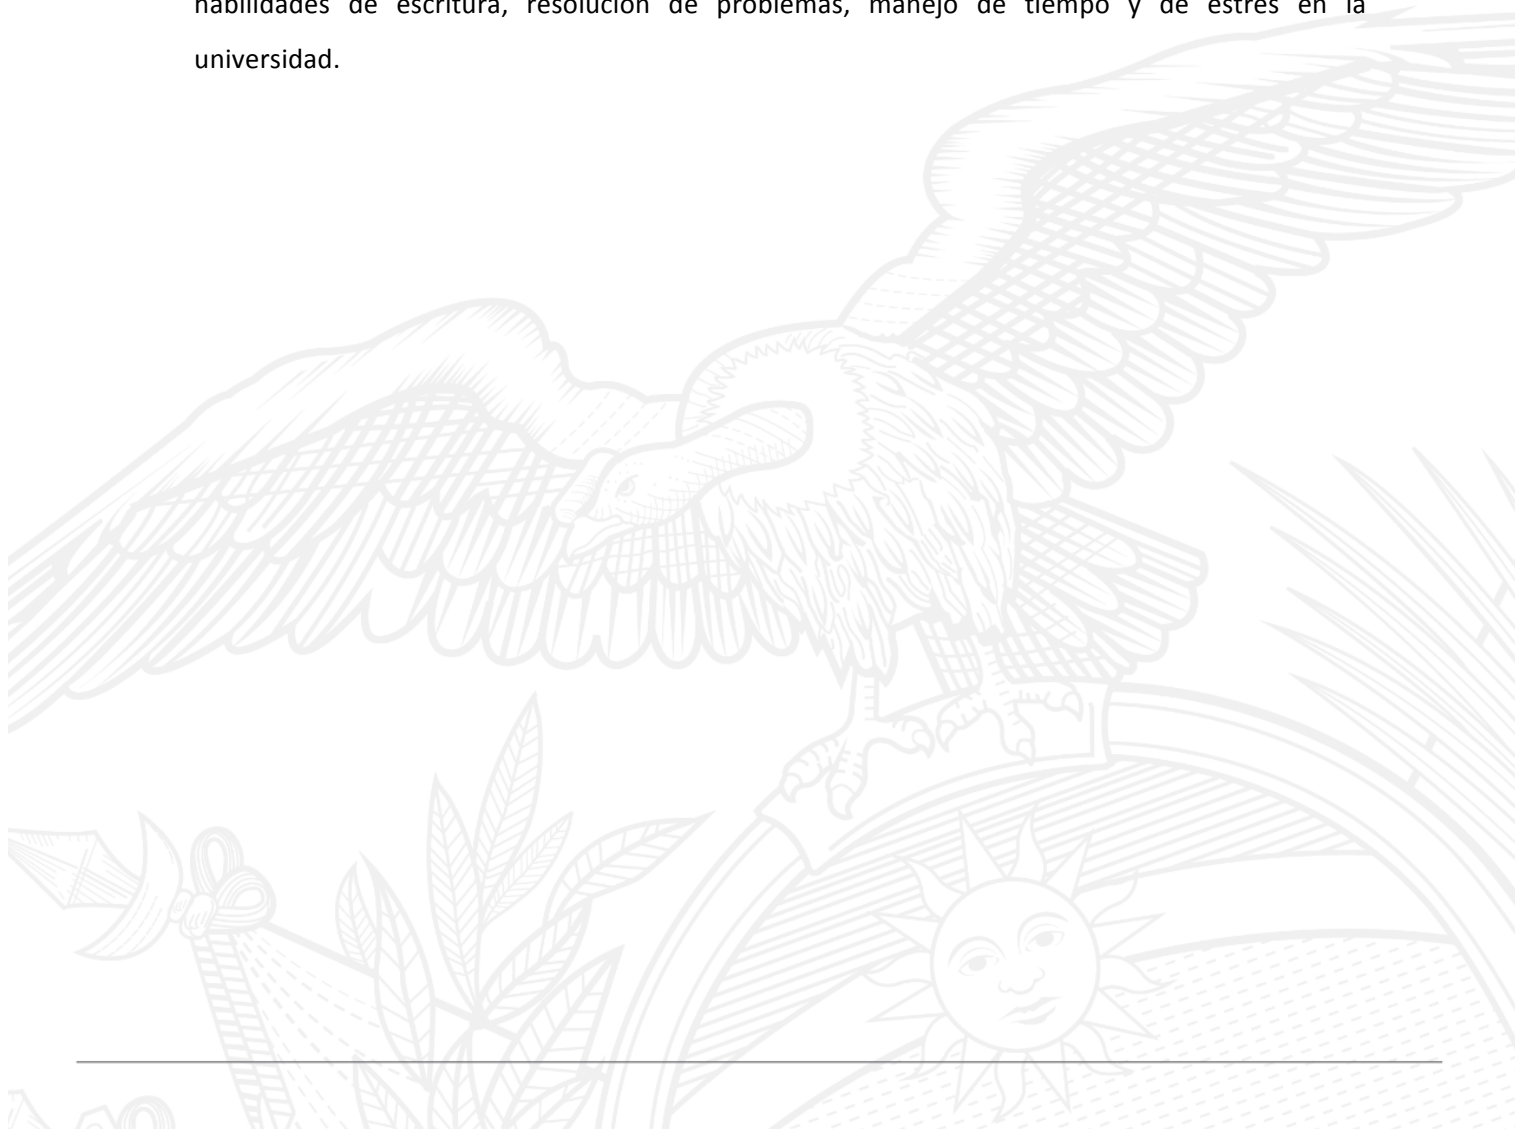 habilidades de escritura, resolución de problemas, manejo de tiempo y de estrés en la
universidad.